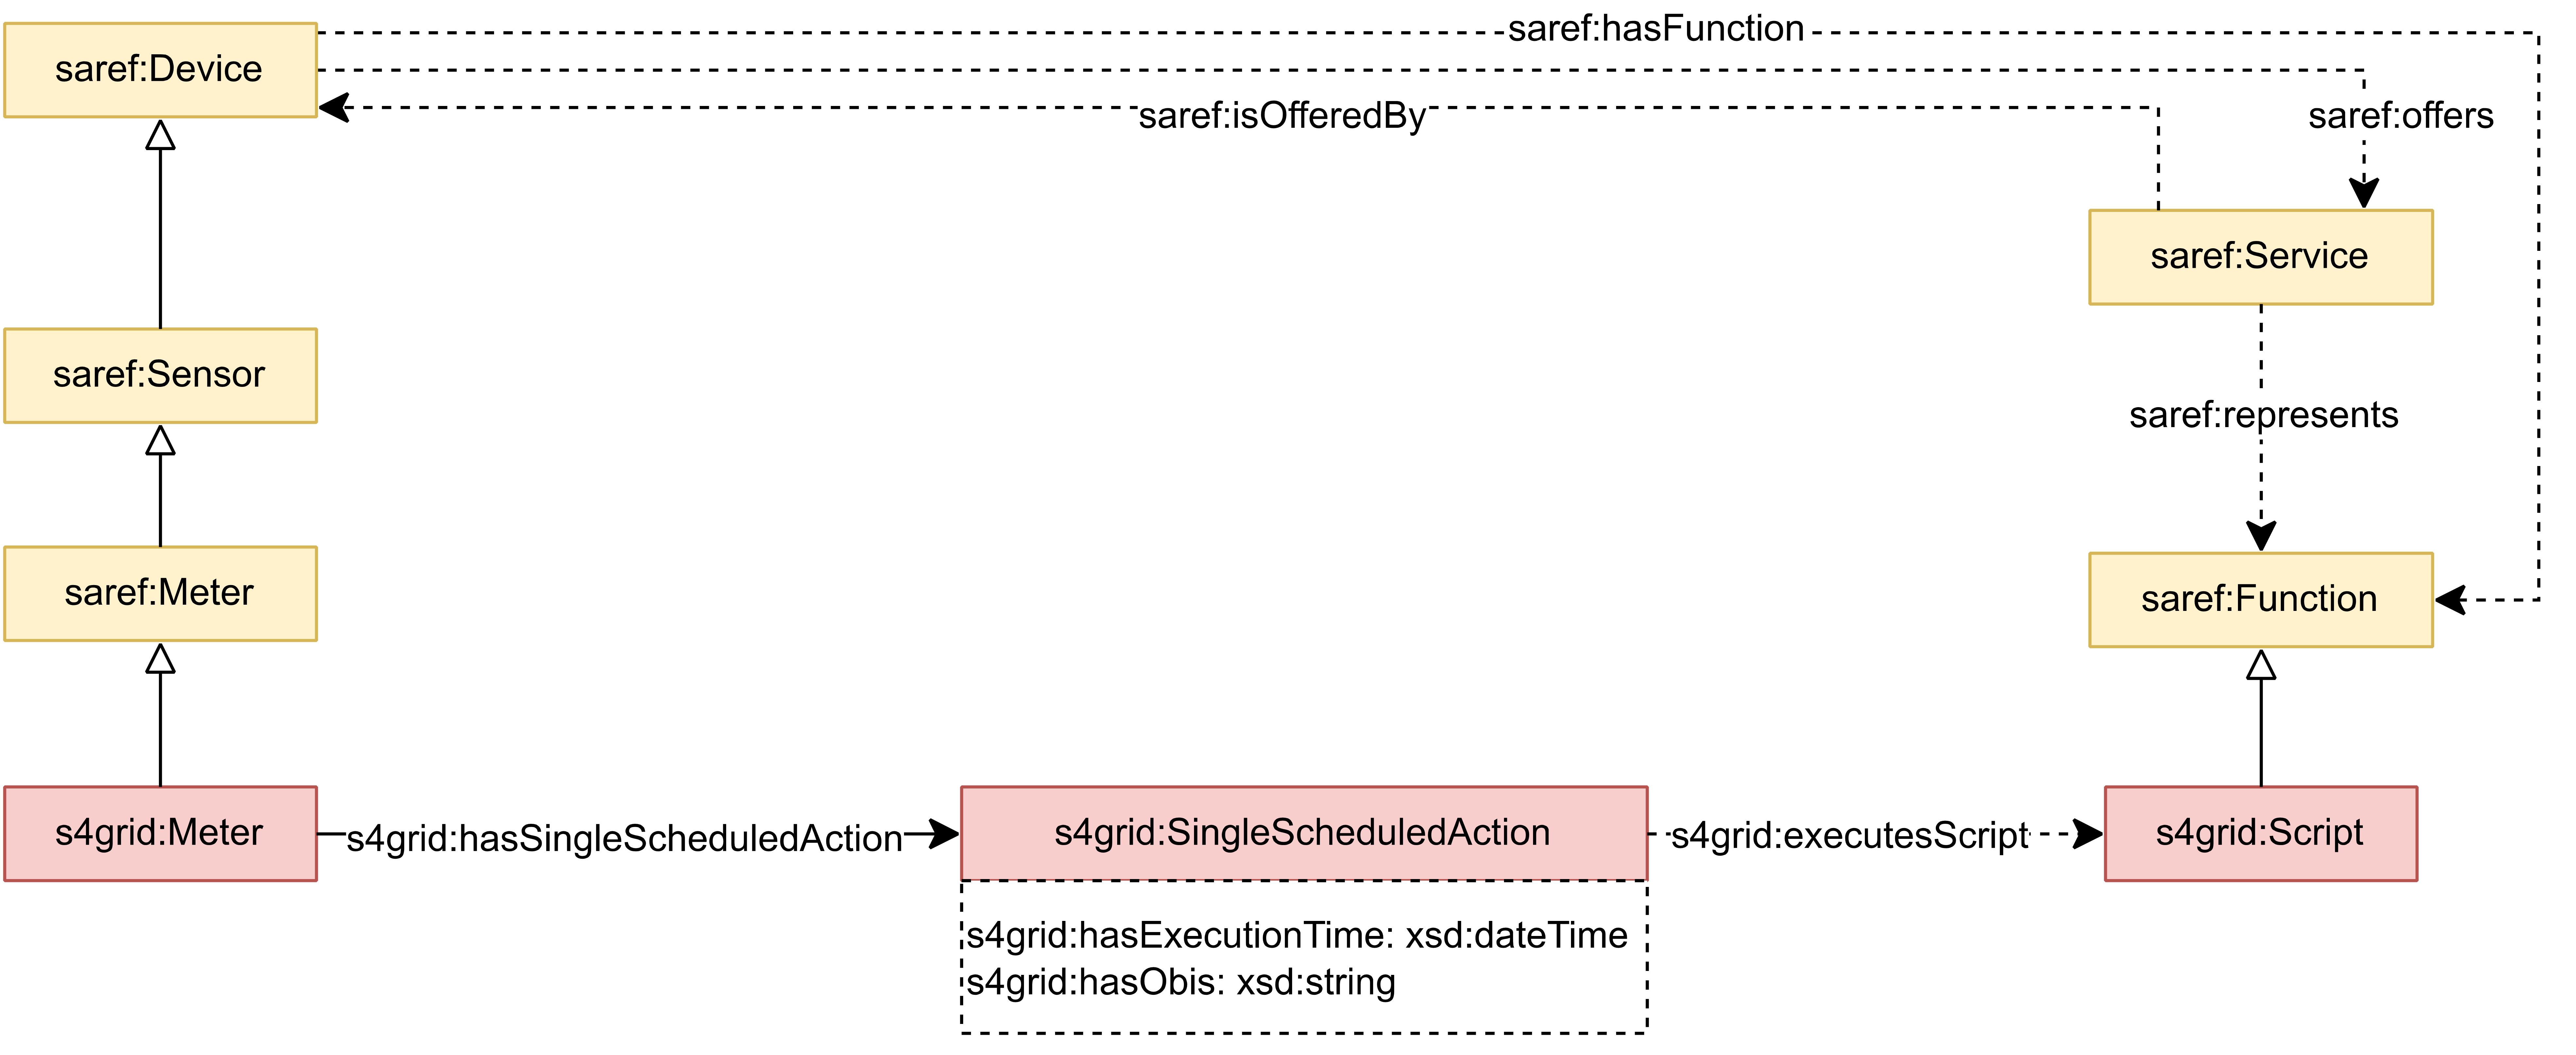 saref:hasFunction
saref:Device
saref:isOfferedBy
saref:offers
saref:Service
saref:Sensor
saref:represents
saref:Meter
saref:Function
s4grid:Meter
s4grid:hasSingleScheduledAction
s4grid:SingleScheduledAction
s4grid:executesScript
s4grid:Script
s4grid:hasExecutionTime: xsd:dateTime
s4grid:hasObis: xsd:string